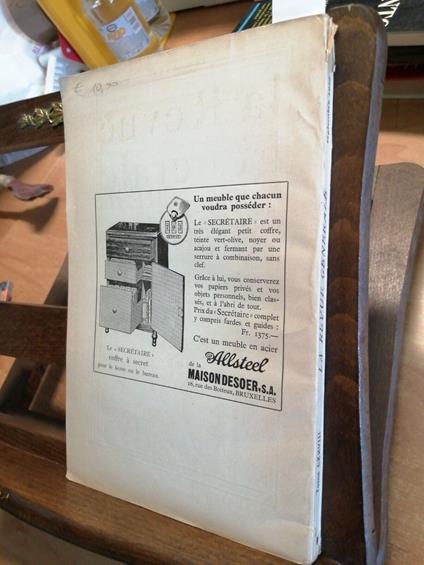 € 10,00
Un meuble que chacun
voudra posséder :
Le « SECRÉTAIRE » est un
très élégant petit coffre,
teinte vert-olive, noyer ou
acajou et fermant par une
serrure à combinaison, sans
clef.
Grâce à lui, vous conserverez
vos papiers privés et vos
objets personnels, bien clas-
sés, et à l'abri de tout.
Prix du « Secrétaire » complet
y compris fardes et guides :
Fr. 1375.—
C'est un meuble en acier
Allsteel
de la
MAISON DESOER, S.A.
16, rue des Boiteux, BRUXELLES
Le « SECRÉTAIRE »
coffre à secret
pour le home ou le bureau.
LA REVUE GÉNÉRALE